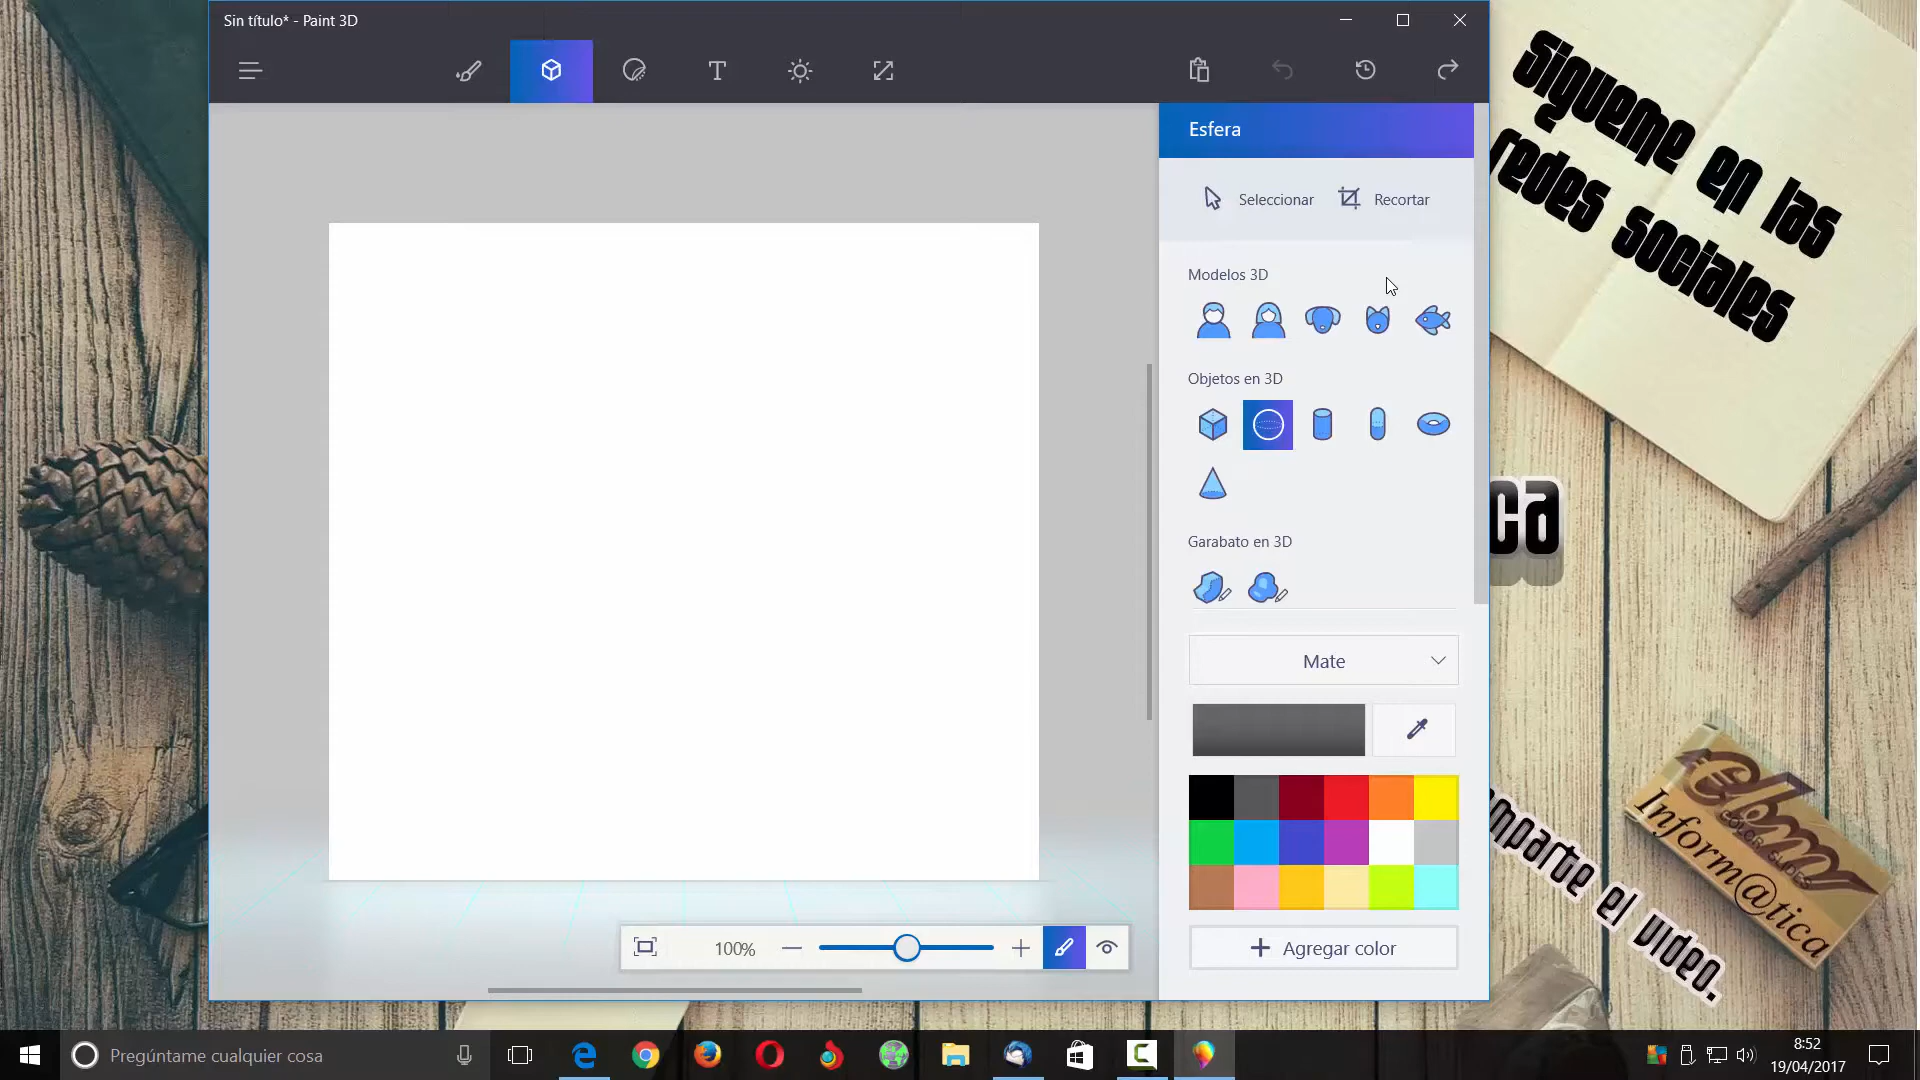 Sin título* - Paint 3D
Esfera
Seleccionar
Recortar
Modelos 3D
Objetos en 3D
Garabato en 3D
Mate
100%
Agregar color
Sígueme en las
redes sociales
ca
mparte el video.
Ebm
Inform@tica
Pregúntame cualquier cosa
8:52
19/04/2017